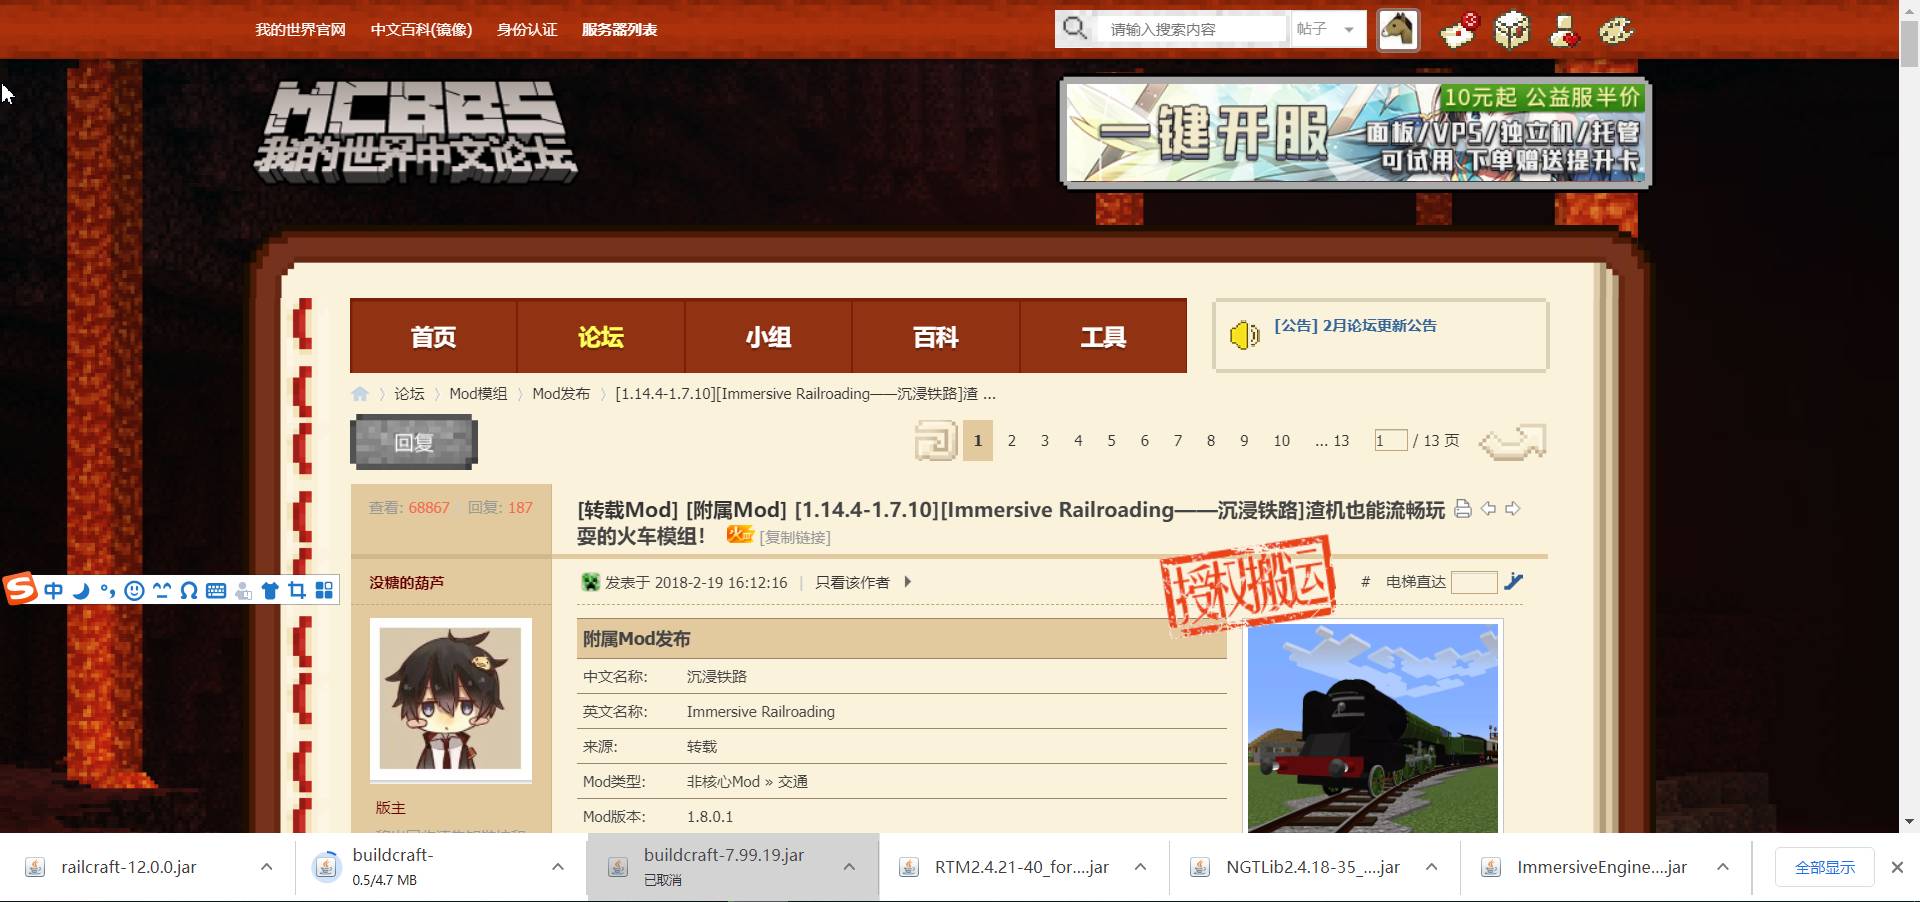 我的世界官网 中文百科(镜像) 身份认证 服务器列表
请输入搜索内容 帖子
MCBBS
我的世界中文论坛
10元起 公益服半价
一键开服
面板/VPS/独立机/托管
可试用 下单赠送提升卡
首页 论坛 小组 百科 工具
[公告] 2月论坛更新公告
论坛 〉 Mod模组 〉 Mod发布 〉 [1.14.4-1.7.10][Immersive Railroading——沉浸铁路]渣 ...
回复
1 2 3 4 5 6 7 8 9 10 ... 13 1 / 13 页
查看: 68867 回复: 187
[转载Mod] [附属Mod] [1.14.4-1.7.10][Immersive Railroading——沉浸铁路]渣机也能流畅玩
耍的火车模组! 火 [复制链接]
授权搬运
中
没糖的葫芦
发表于 2018-2-19 16:12:16 | 只看该作者
# 电梯直达
附属Mod发布
中文名称: 沉浸铁路
英文名称: Immersive Railroading
来源: 转载
Mod类型: 非核心Mod » 交通
Mod版本: 1.8.0.1
版主
railcraft-12.0.0.jar
buildcraft-
0.5/4.7 MB
buildcraft-7.99.19.jar
已取消
RTM2.4.21-40_for....jar
NGTLib2.4.18-35_....jar
ImmersiveEngine....jar
全部显示